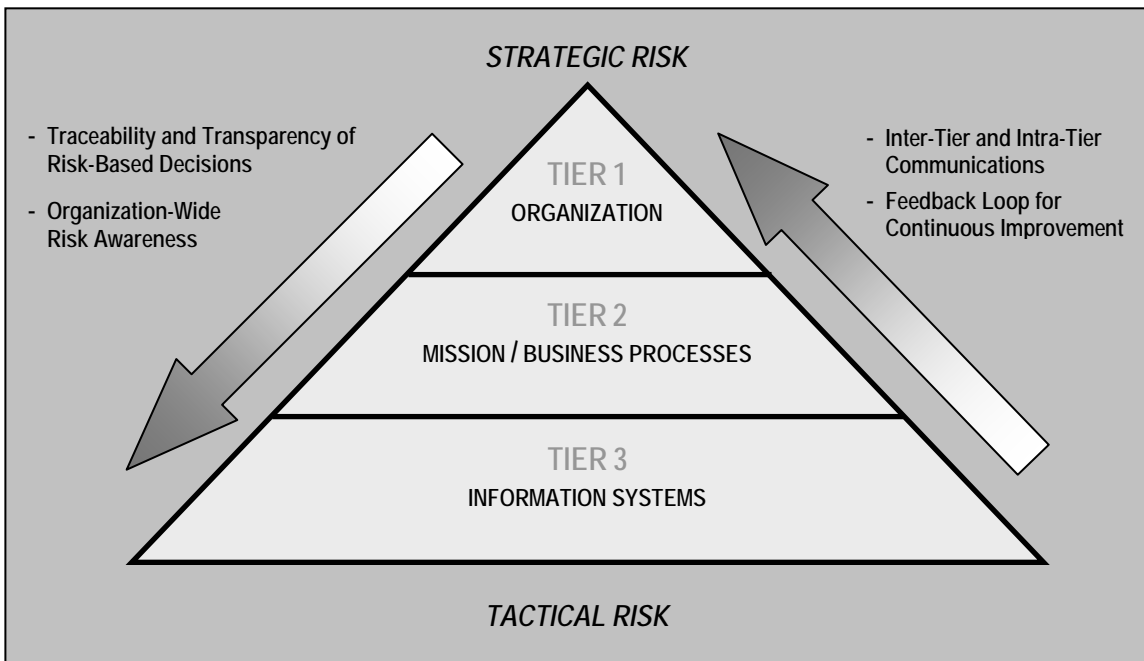 STRATEGIC RISK
- Traceability and Transparency of
Risk-Based Decisions
- Organization-Wide
Risk Awareness
- Inter-Tier and Intra-Tier
Communications
- Feedback Loop for
Continuous Improvement
TIER 1
ORGANIZATION
TIER 2
MISSION / BUSINESS PROCESSES
TIER 3
INFORMATION SYSTEMS
TACTICAL RISK